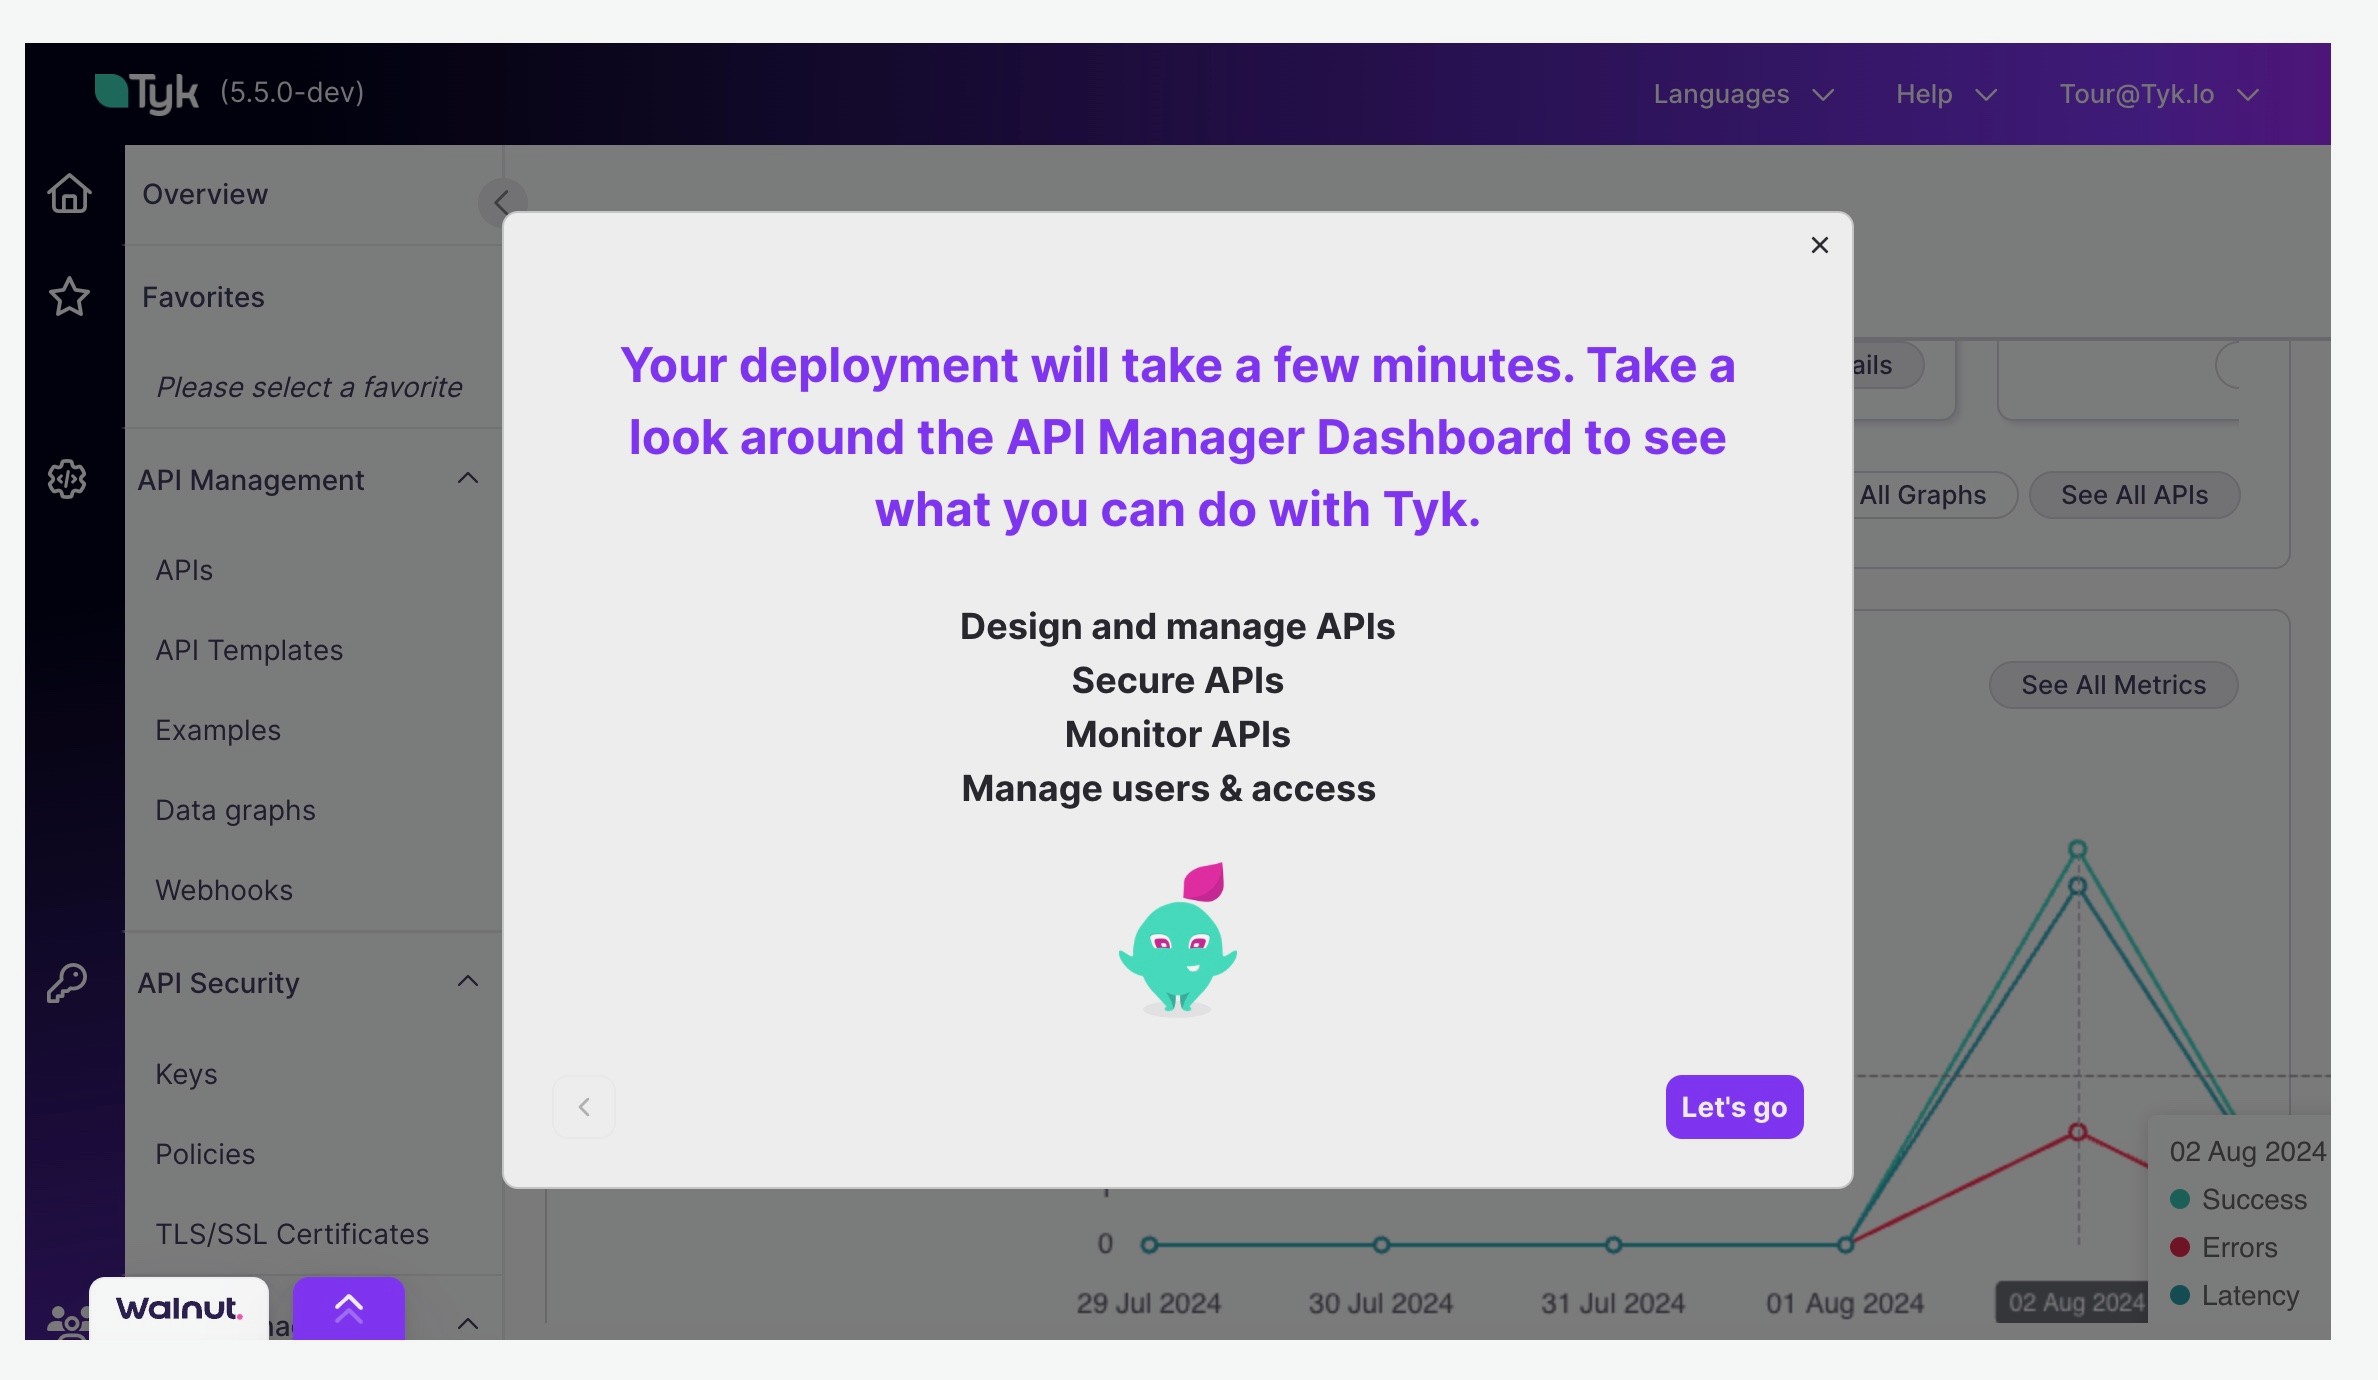 Tyk (5.5.0-dev)
Languages
Help
Tour@Tyk.Io
Overview
Favorites
Please select a favorite
API Management
APIs
API Templates
Examples
Data graphs
Webhooks
API Security
Keys
Policies
TLS/SSL Certificates
Your deployment will take a few minutes. Take a
look around the API Manager Dashboard to see
what you can do with Tyk.
Design and manage APIs
Secure APIs
Monitor APIs
Manage users & access
Let's go
All Graphs
See All APIs
See All Metrics
0
29 Jul 2024
30 Jul 2024
31 Jul 2024
01 Aug 2024
02 Aug 2024
02 Aug 2024
Success
Errors
Latency
Walnut.